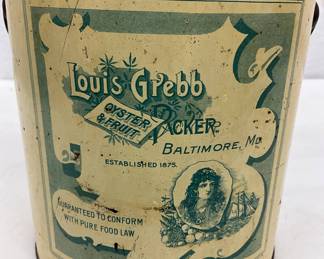 Louis Grebb
OYSTER
& FRUIT
PACKER
BALTIMORE, MD.
ESTABLISHED 1875.
GUARANTEED TO CONFORM
WITH PURE FOOD LAW